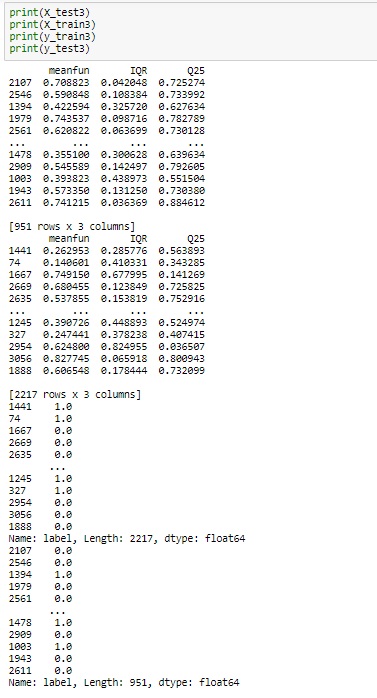 print(X_test3)
print(X_train3)
print(y_train3)
print(y_test3)
meanfun IQR Q25
2107 0.708823 0.042048 0.725274
2546 0.590848 0.108384 0.733992
1394 0.422594 0.325720 0.627634
1979 0.743537 0.098716 0.782789
2561 0.620822 0.063699 0.730128
... ... ... ...
1478 0.355100 0.300628 0.639634
2909 0.545589 0.142497 0.792605
1003 0.393823 0.438973 0.551504
1943 0.573350 0.131250 0.730380
2611 0.741215 0.036369 0.884612
[951 rows x 3 columns]
meanfun IQR Q25
1441 0.262953 0.285776 0.563893
74 0.140601 0.410331 0.343285
1667 0.749150 0.677995 0.141269
2669 0.680455 0.123849 0.725825
2635 0.537855 0.153819 0.752916
... ... ... ...
1245 0.390726 0.448893 0.524974
327 0.247441 0.378238 0.407415
2954 0.624800 0.824955 0.036507
3056 0.827745 0.065918 0.800943
1888 0.606548 0.178444 0.732099
[2217 rows x 3 columns]
1441 1.0
74 1.0
1667 0.0
2669 0.0
2635 0.0
...
1245 1.0
327 1.0
2954 0.0
3056 0.0
1888 0.0
Name: label, Length: 2217, dtype: float64
2107 0.0
2546 0.0
1394 1.0
1979 0.0
2561 0.0
...
1478 1.0
2909 0.0
1003 1.0
1943 0.0
2611 0.0
Name: label, Length: 951, dtype: float64